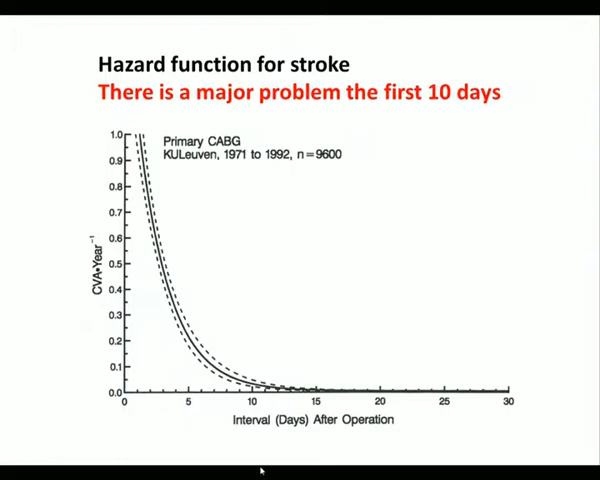 Hazard function for stroke
There is a major problem the first 10 days
Primary CABG
KULeuven, 1971 to 1992, n=9600
CVA•Year⁻¹
1.0
0.9
0.8
0.7
0.6
0.5
0.4
0.3
0.2
0.1
0.0
0 5 10 15 20 25 30
Interval (Days) After Operation